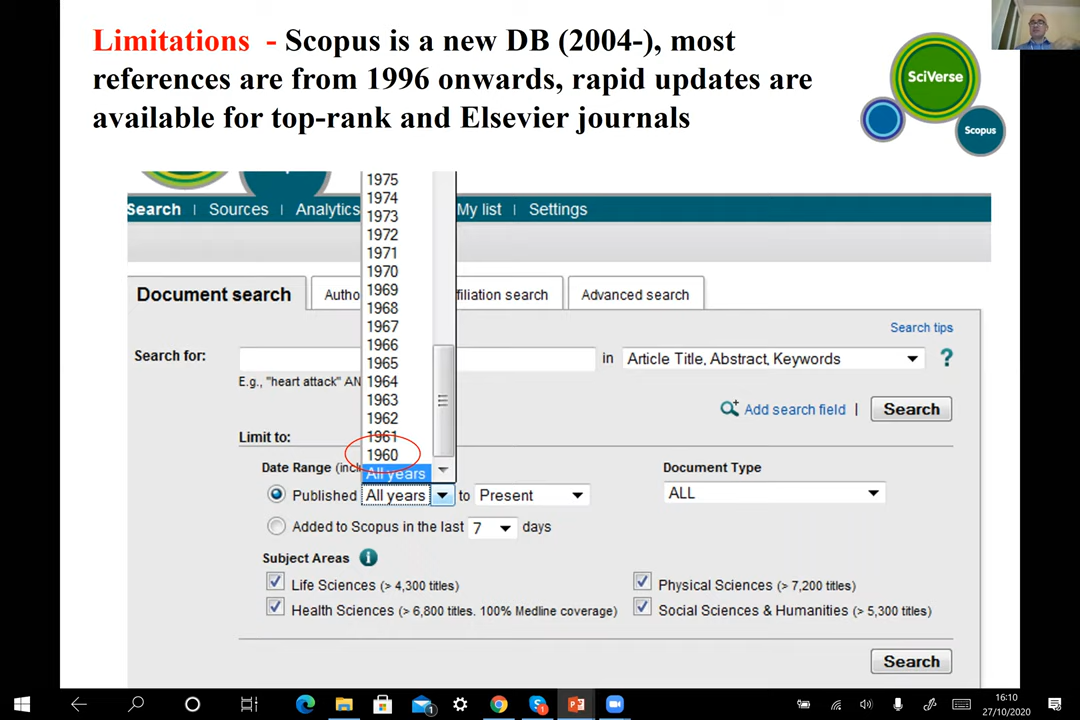 Limitations - Scopus is a new DB (2004-), most
references are from 1996 onwards, rapid updates are
available for top-rank and Elsevier journals
SciVerse
Scopus
1975
1974
1973
1972
1971
1970
1969
1968
1967
1966
1965
1964
1963
1962
1961
1960
All years
Search | Sources | Analytics My list | Settings
Document search Autho filiation search Advanced search
Search tips
Search for: in Article Title, Abstract, Keywords ?
E.g., "heart attack" AN
Add search field | Search
Limit to:
Date Range (incl Document Type
Published All years to Present ALL
Added to Scopus in the last 7 days
Subject Areas i
Life Sciences (> 4,300 titles) Physical Sciences (> 7,200 titles)
Health Sciences (> 6,800 titles. 100% Medline coverage) Social Sciences & Humanities (> 5,300 titles)
Search
16:10
27/10/2020